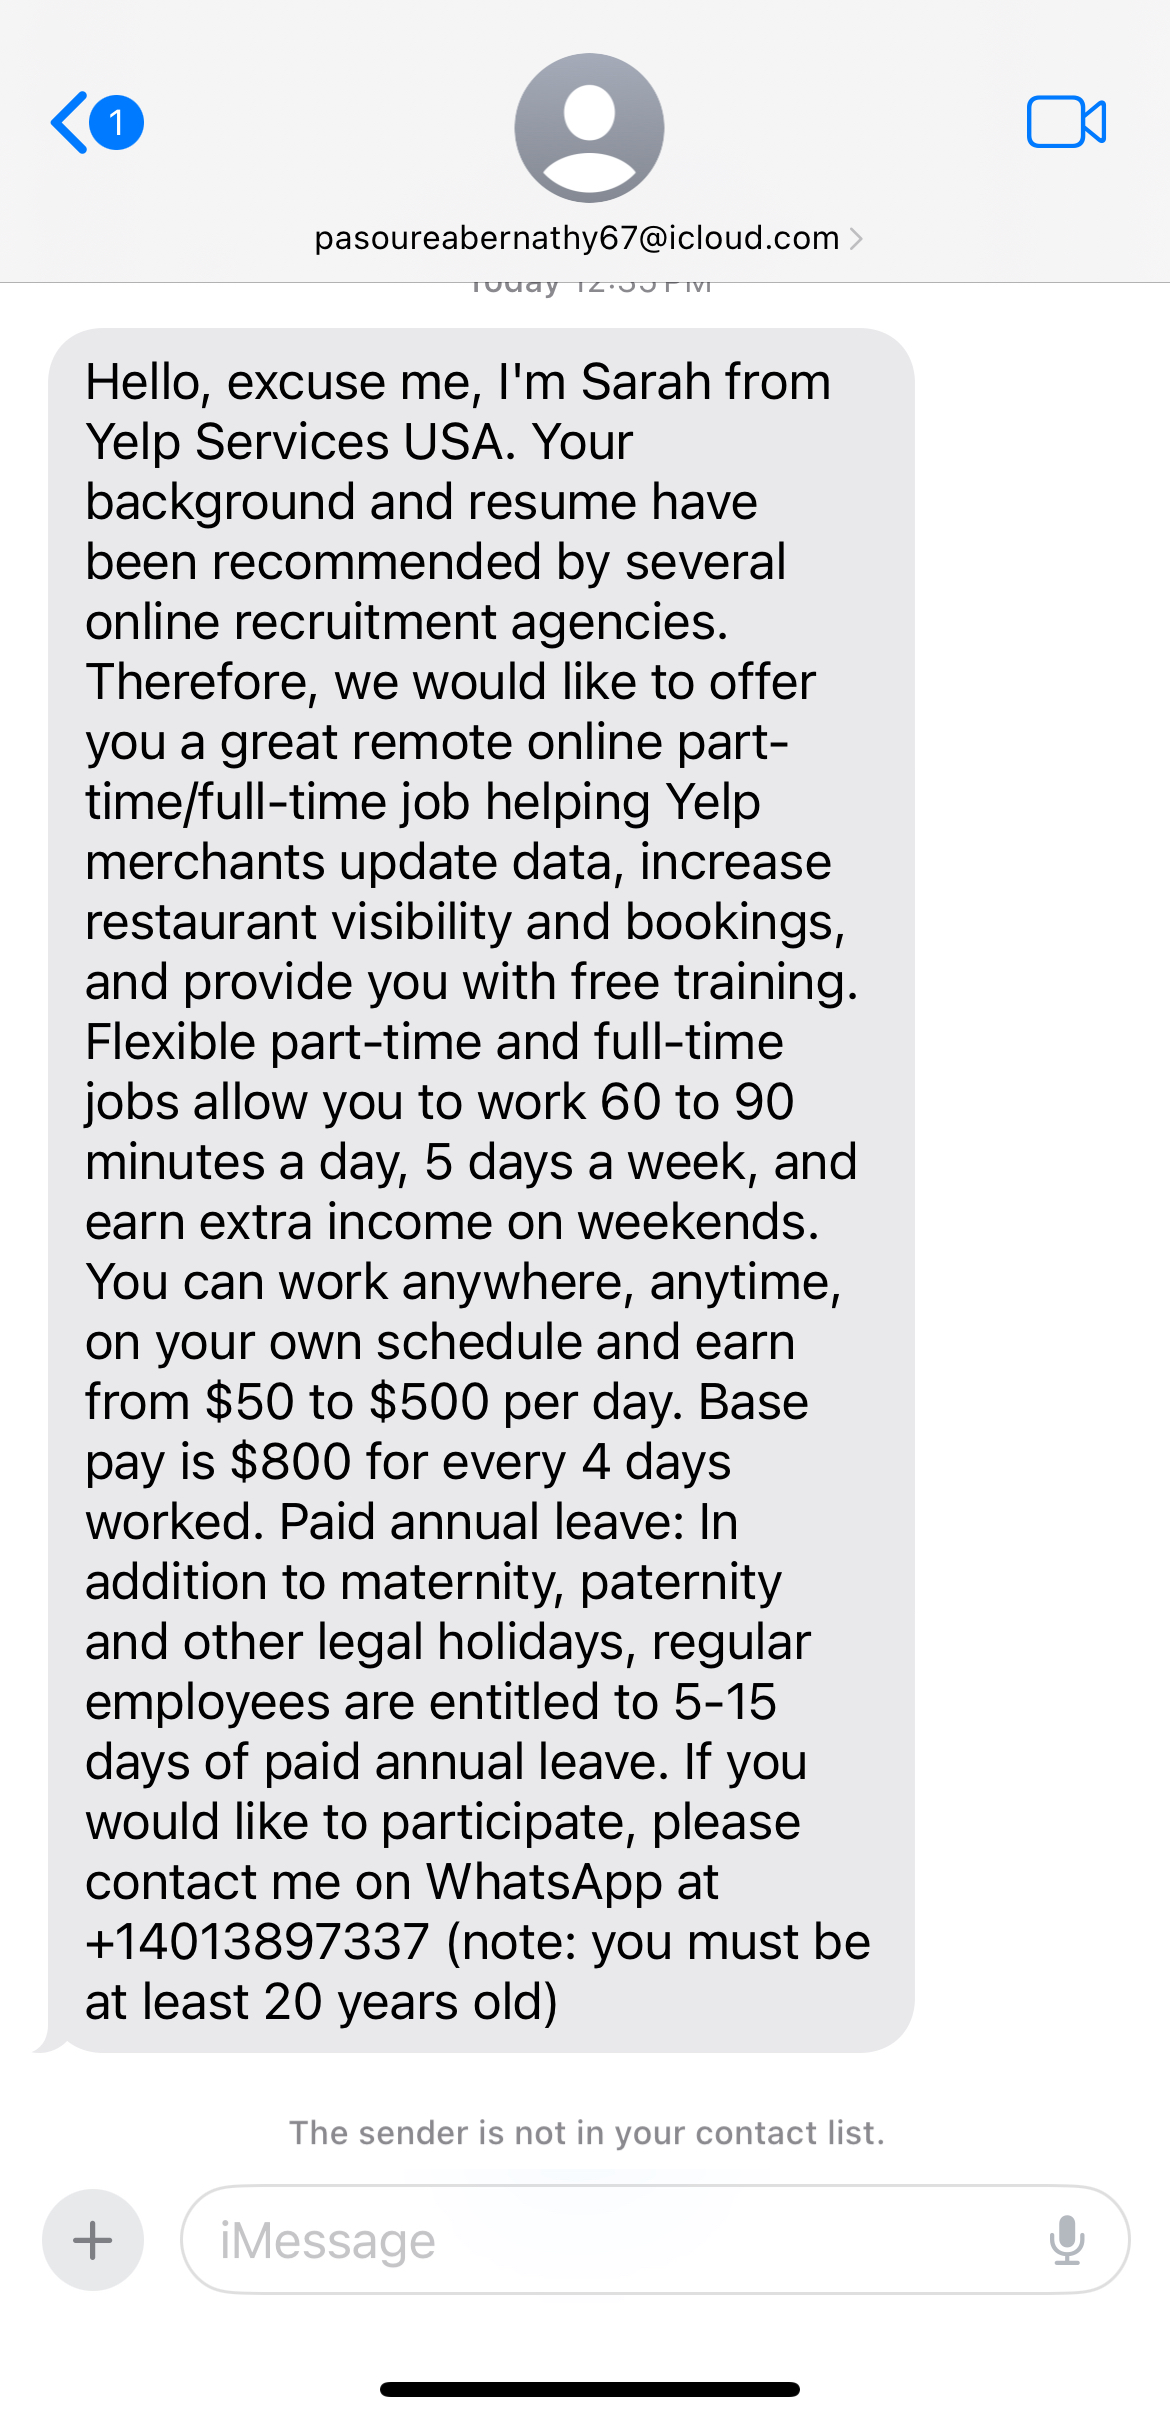 1
pasoureabernathy67@icloud.com
Today 12:35 PM
Hello, excuse me, I'm Sarah from
Yelp Services USA. Your
background and resume have
been recommended by several
online recruitment agencies.
Therefore, we would like to offer
you a great remote online part-
time/full-time job helping Yelp
merchants update data, increase
restaurant visibility and bookings,
and provide you with free training.
Flexible part-time and full-time
jobs allow you to work 60 to 90
minutes a day, 5 days a week, and
earn extra income on weekends.
You can work anywhere, anytime,
on your own schedule and earn
from $50 to $500 per day. Base
pay is $800 for every 4 days
worked. Paid annual leave: In
addition to maternity, paternity
and other legal holidays, regular
employees are entitled to 5-15
days of paid annual leave. If you
would like to participate, please
contact me on WhatsApp at
+14013897337 (note: you must be
at least 20 years old)
The sender is not in your contact list.
iMessage